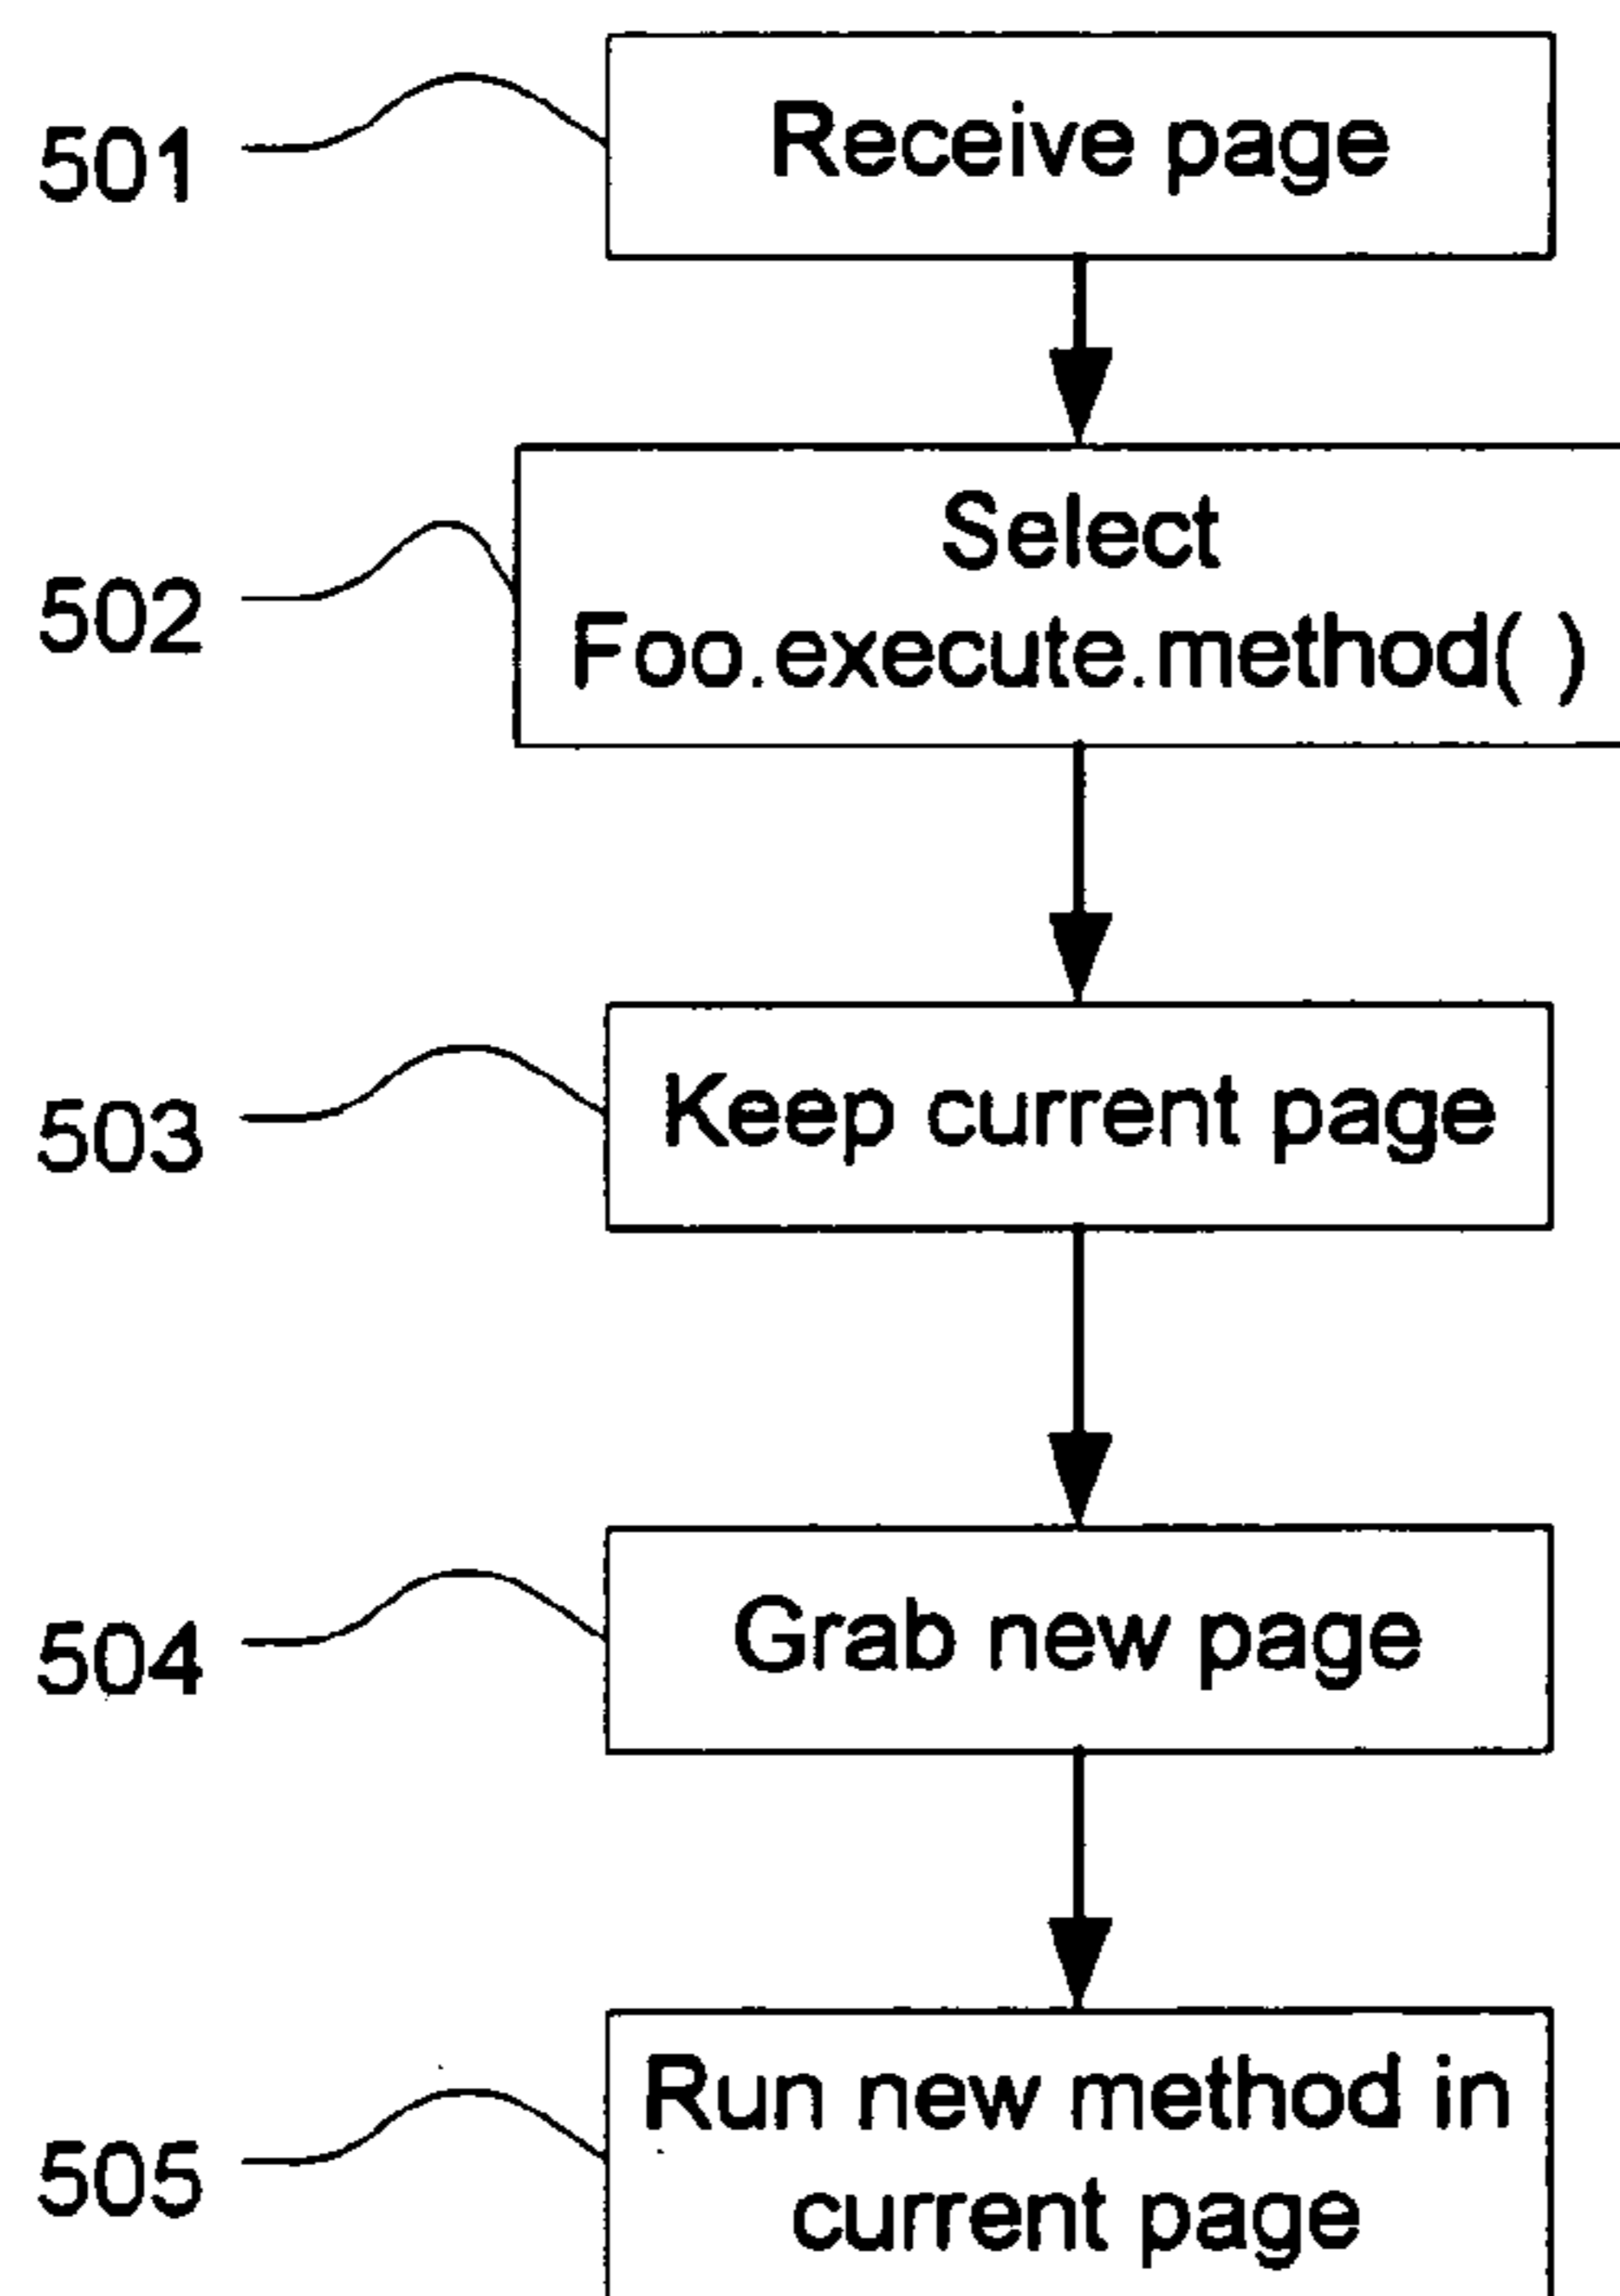 501
Receive page
502
Select
Foo.execute.method( )
503
Keep current page
504
Grab new page
505
Run new method in
current page